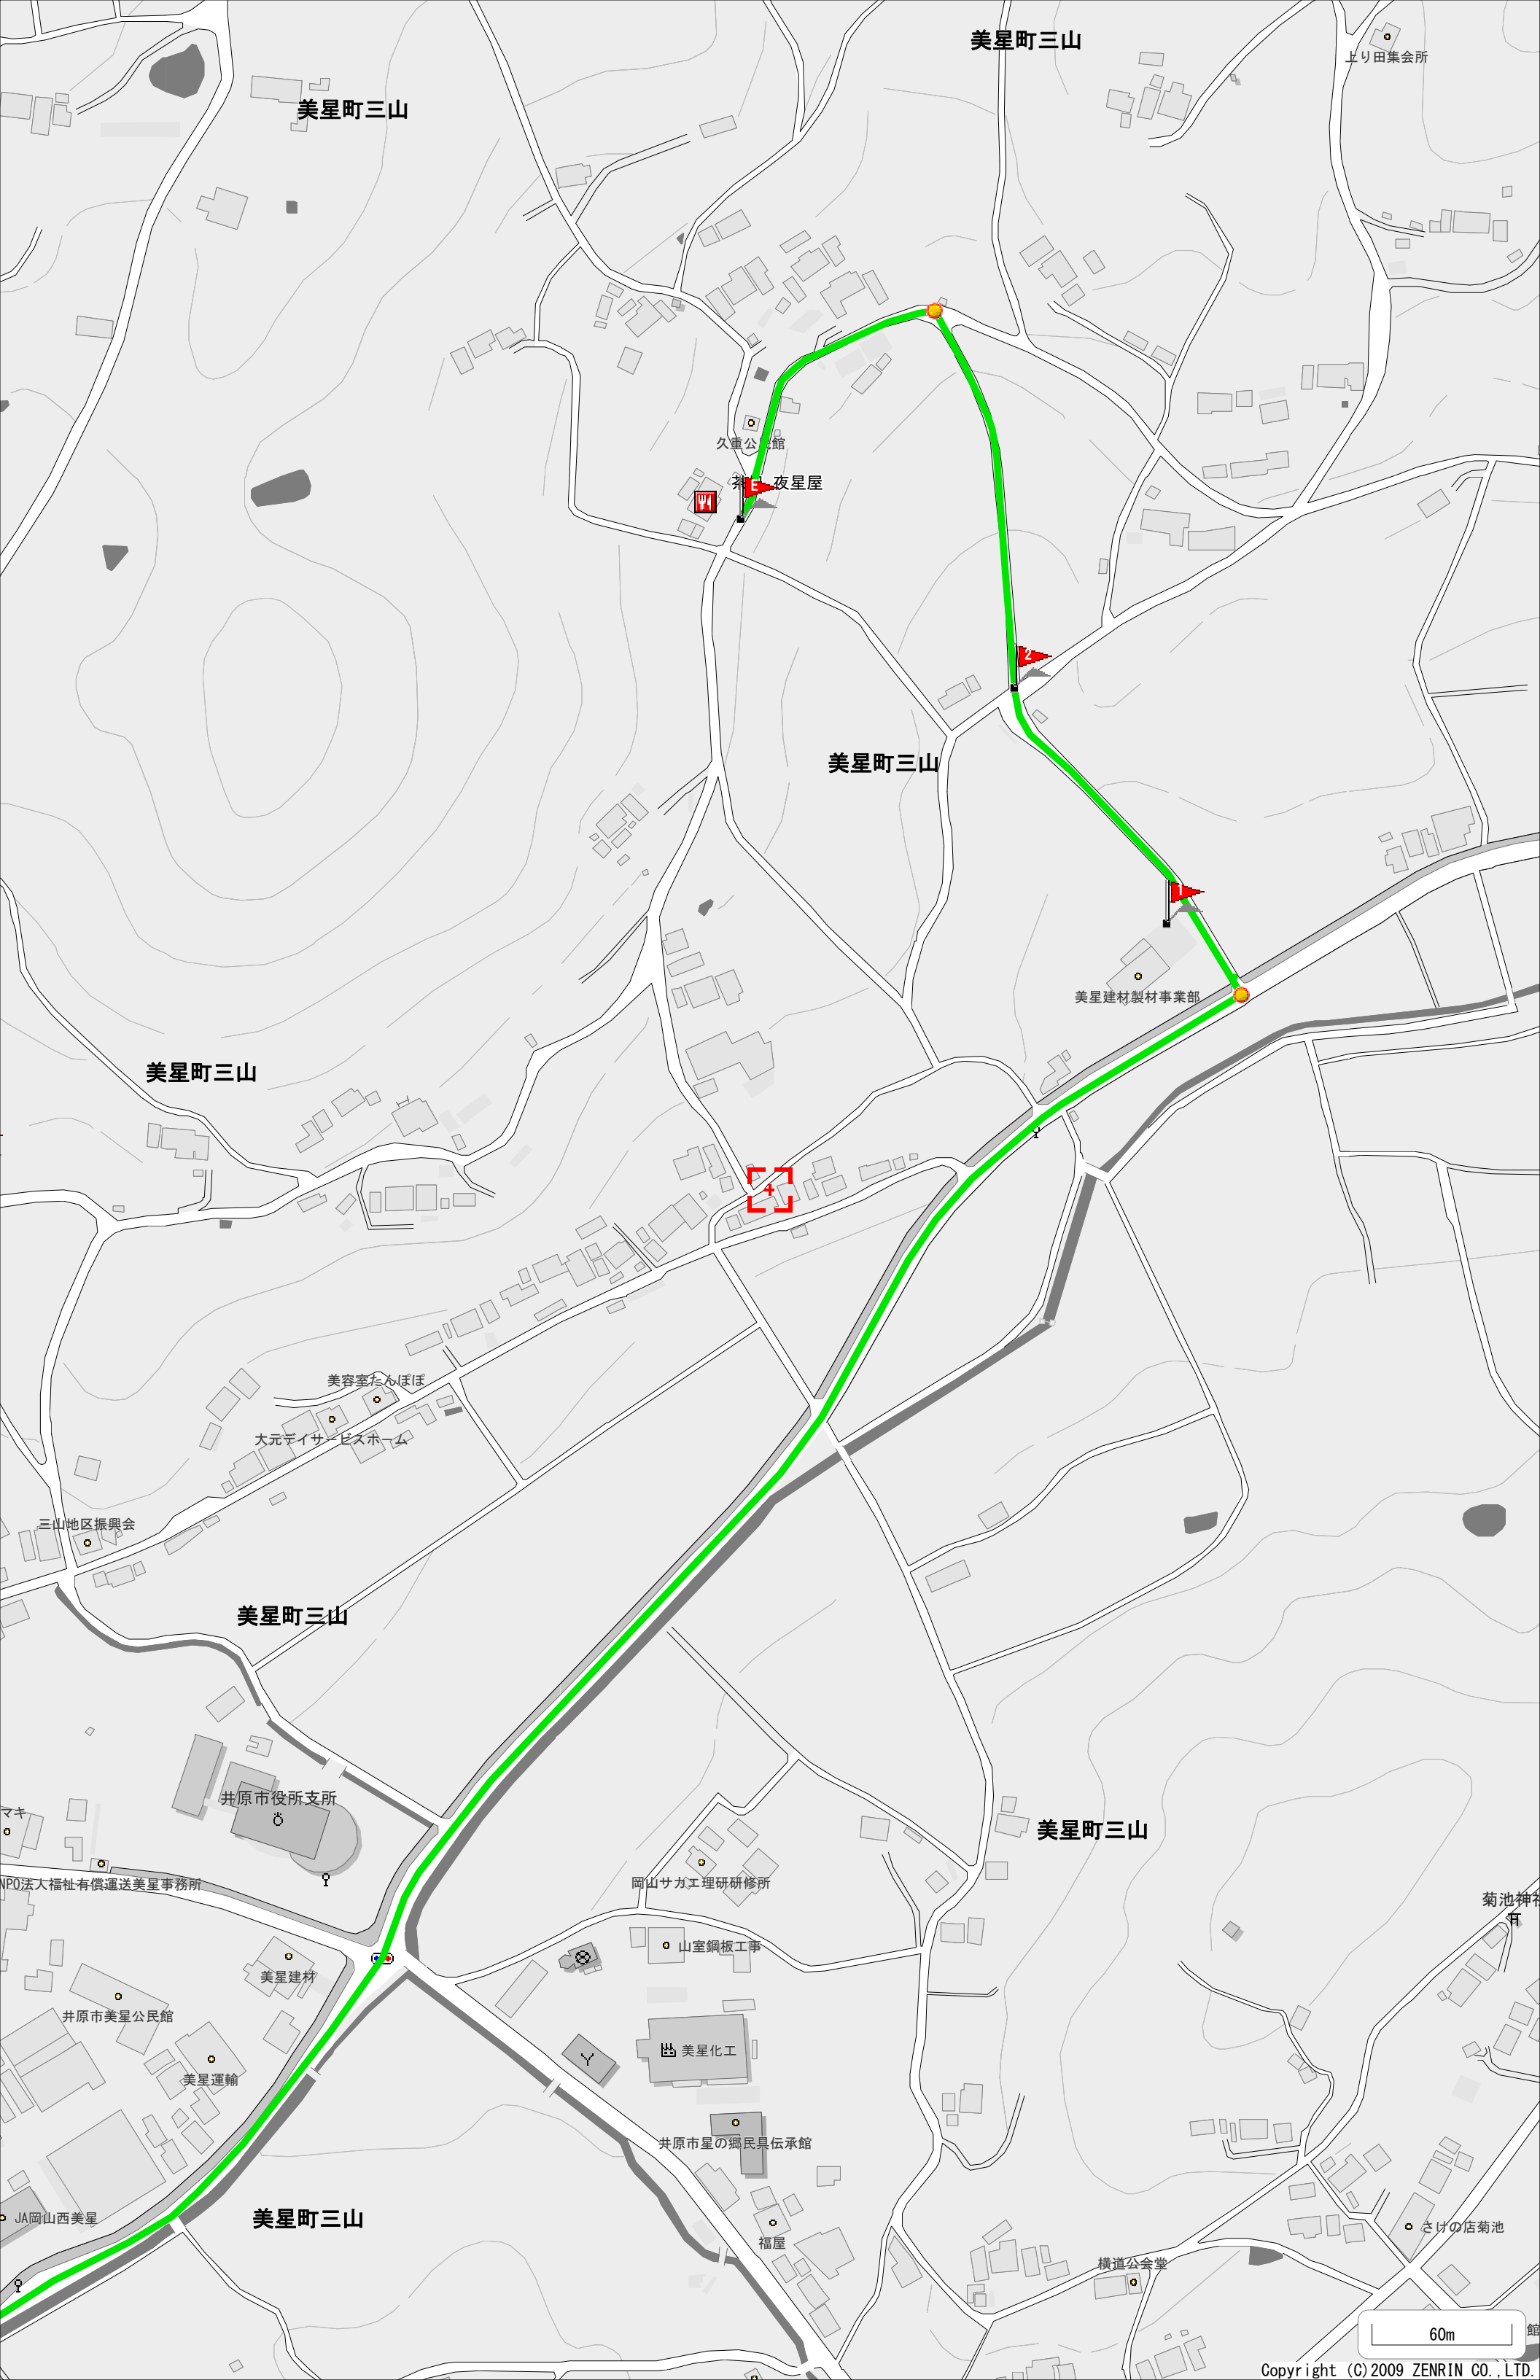 美星町三山
上り田集会所
美星町三山
久重公民館
E
夜星屋
2
美星町三山
1
美星建材製材事業部
美星町三山
美容室たんぽぽ
大元デイサービスホーム
三山地区振興会
美星町三山
井原市役所支所
マキ
美星町三山
岡山サカエ理研研修所
NPO法人福祉有償運送美星事務所
菊池神社
山室鋼板工事
美星建材
井原市美星公民館
美星化工
美星運輸
井原市星の郷民具伝承館
JA岡山西美星
美星町三山
さけの店菊池
福屋
横道公会堂
館
60m
Copyright (C)2009 ZENRIN CO.,LTD.